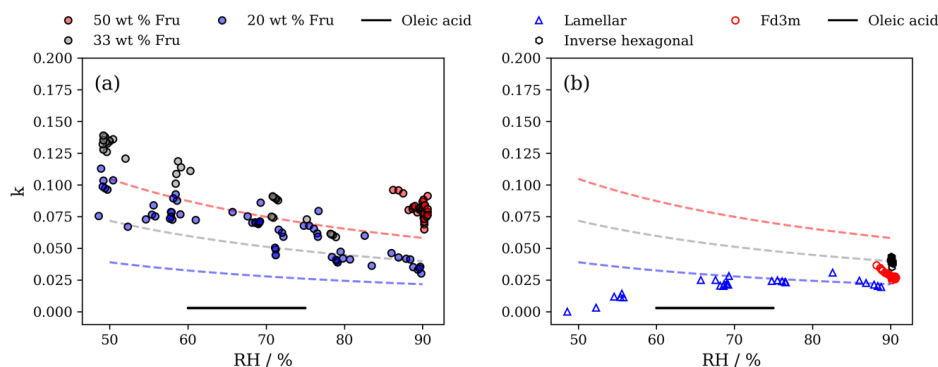 50 wt % Fru
20 wt % Fru
Oleic acid
33 wt % Fru
Lamellar
Fd3m
Oleic acid
Inverse hexagonal
(a)
0.200
0.175
0.150
0.125
0.100
0.075
0.050
0.025
0.000
k
50 60 70 80 90
RH / %
(b)
0.200
0.175
0.150
0.125
0.100
0.075
0.050
0.025
0.000
50 60 70 80 90
RH / %